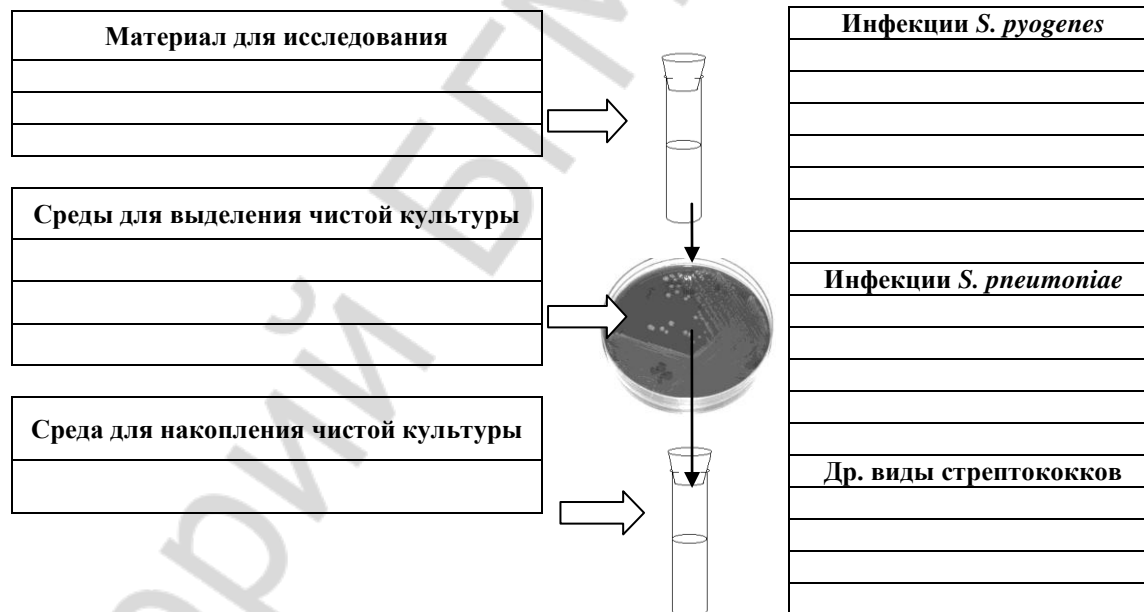 Материал для исследования
Среды для выделения чистой культуры
Среда для накопления чистой культуры
Инфекции S. pyogenes
Инфекции S. pneumoniae
Др. виды стрептококков